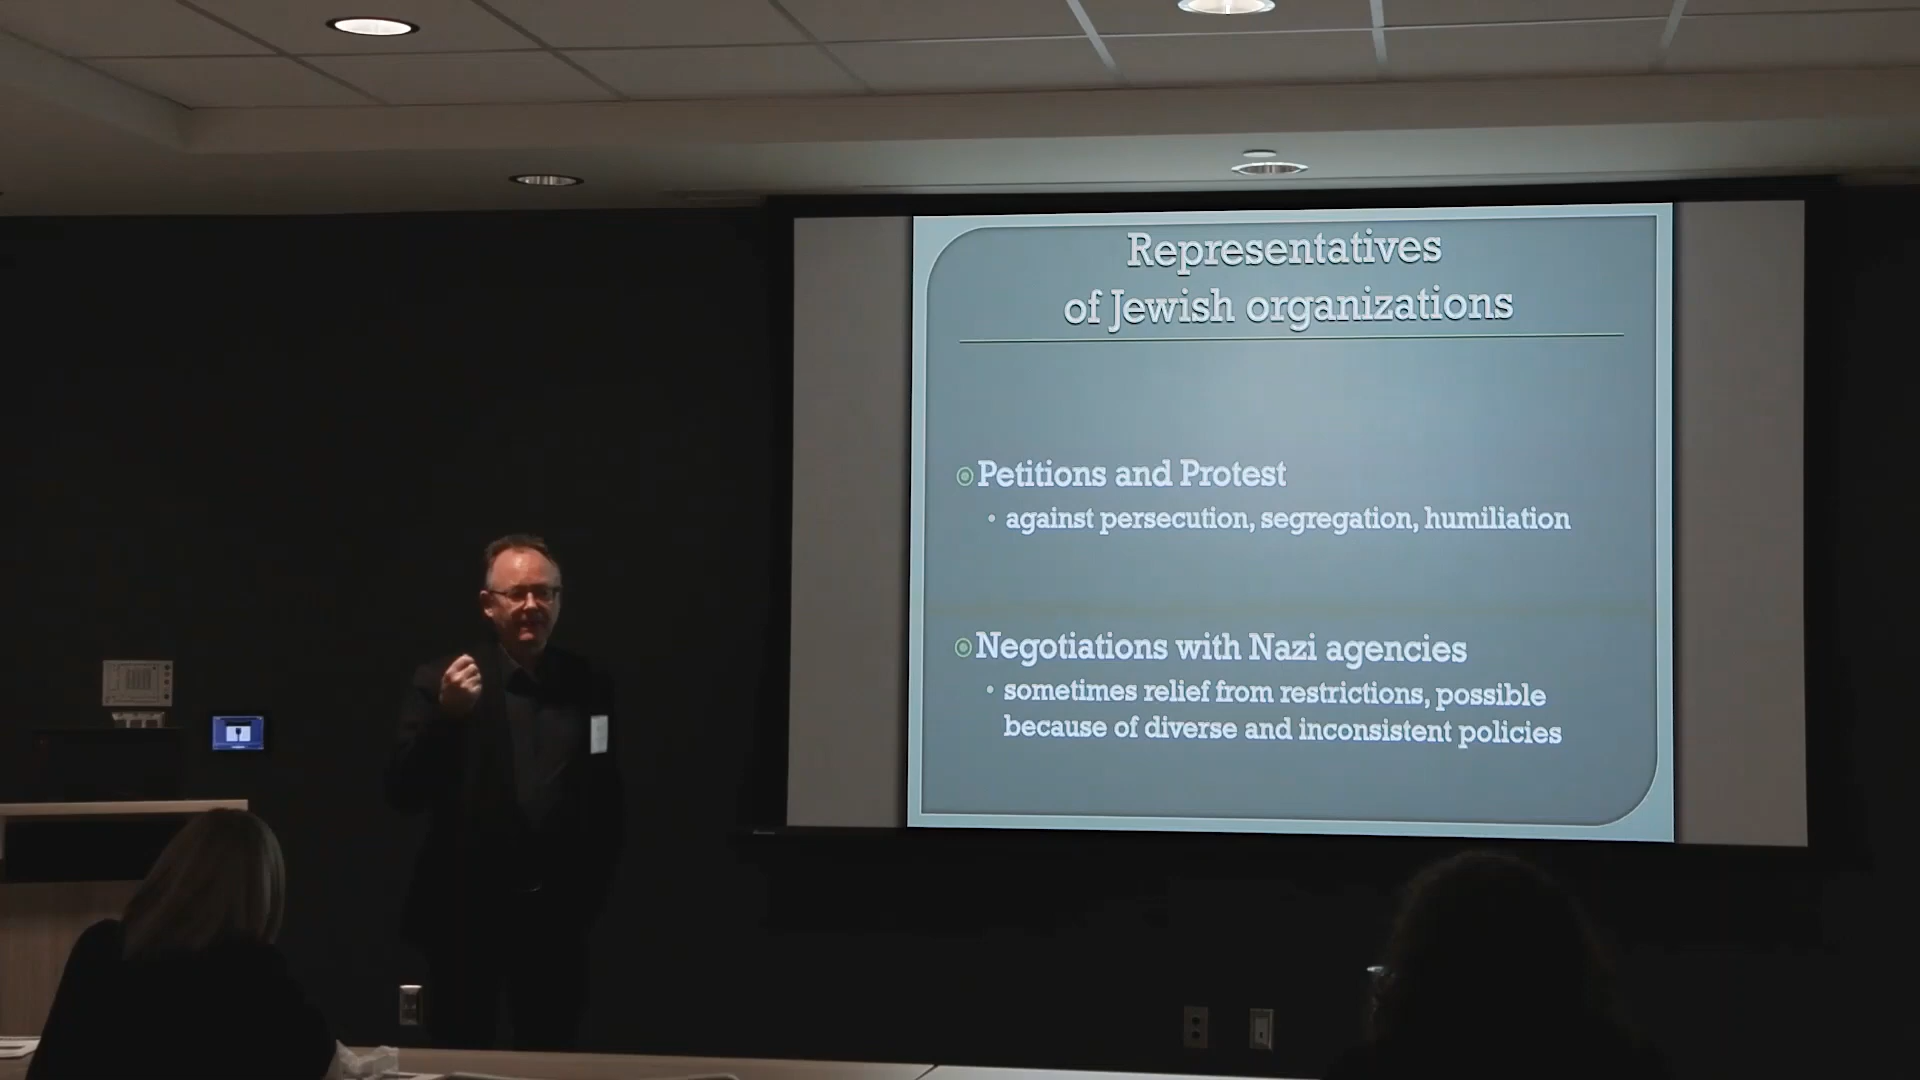 Representatives
of Jewish organizations
Petitions and Protest
• against persecution, segregation, humiliation
Negotiations with Nazi agencies
• sometimes relief from restrictions, possible
because of diverse and inconsistent policies